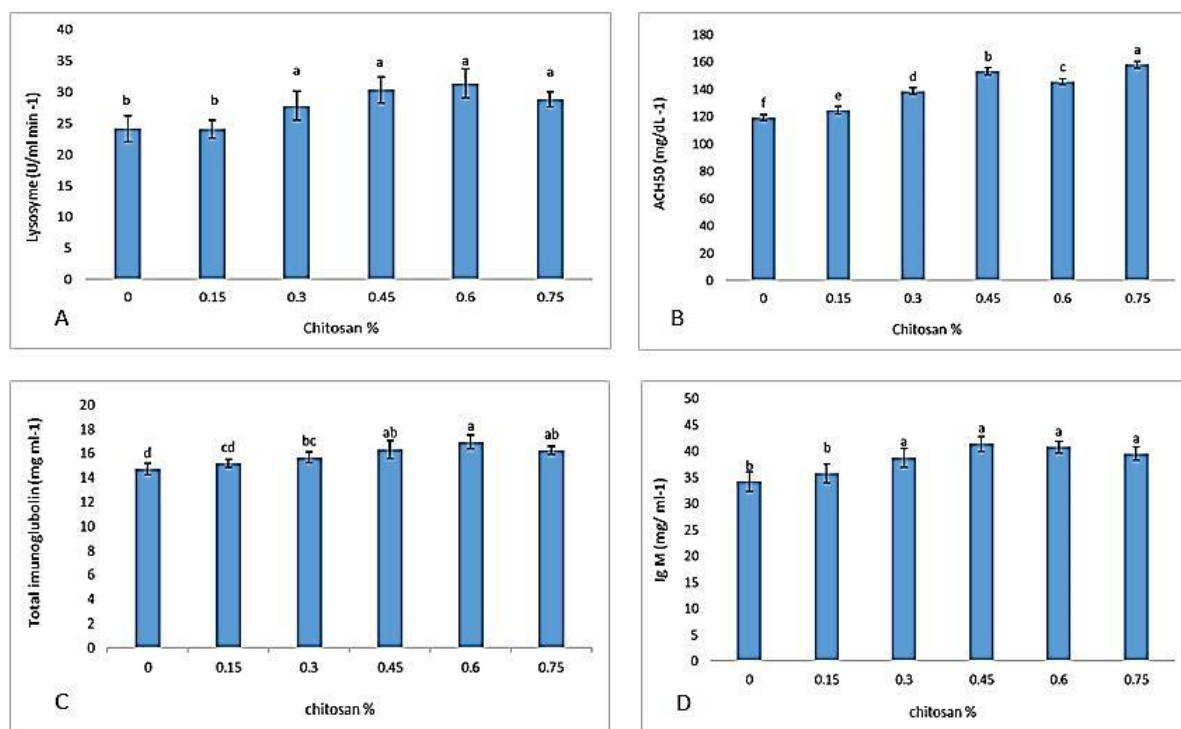 Lysosyme (U/ml min -1)
40
35
30
25
20
15
10
5
0
b
b
a
a
a
a
0
0.15
0.3
0.45
0.6
0.75
Chitosan %
A
ACH50 (mg/dL -1)
180
160
140
120
100
80
60
40
20
0
f
e
d
b
c
a
0
0.15
0.3
0.45
0.6
0.75
Chitosan %
B
Total imunoglubolin (mg ml-1)
20
18
16
14
12
10
8
6
4
2
0
d
cd
bc
ab
a
ab
0
0.15
0.3
0.45
0.6
0.75
chitosan %
C
Ig M (mg/ ml-1)
50
45
40
35
30
25
20
15
10
5
0
b
b
a
a
a
a
0
0.15
0.3
0.45
0.6
0.75
chitosan %
D